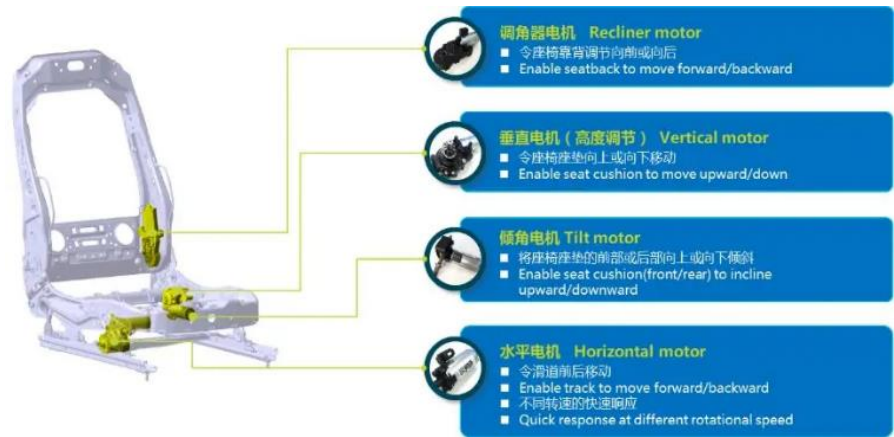 调角器电机 Recliner motor
令座椅靠背调节向前或向后
Enable seatback to move forward/backward
垂直电机（高度调节） Vertical motor
令座椅座垫向上或向下移动
Enable seat cushion to move upward/down
倾角电机 Tilt motor
将座椅座垫的前部或后部向上或向下倾斜
Enable seat cushion(front/rear) to incline
upward/downward
水平电机 Horizontal motor
令滑道前后移动
Enable track to move forward/backward
不同转速的快速响应
Quick response at different rotational speed